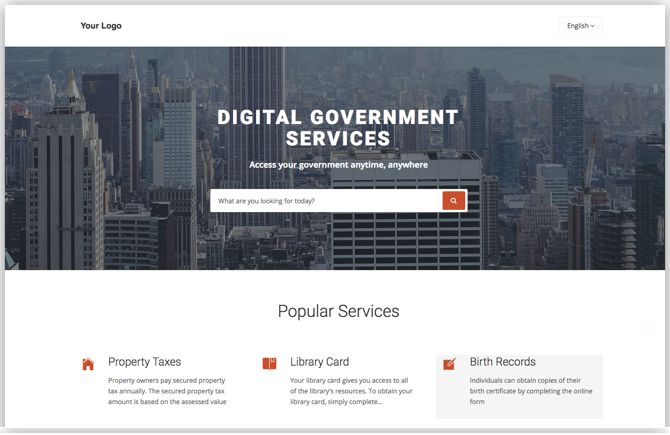 Your Logo
English
DIGITAL GOVERNMENT
SERVICES
Access your government anytime, anywhere
What are you looking for today?
Popular Services
Property Taxes
Property owners pay secured property
tax annually. The secured property tax
amount is based on the assessed value
Library Card
Your library card gives you access to all
of the library's resources. To obtain your
library card, simply complete...
Birth Records
Individuals can obtain copies of their
birth certificate by completing the online
form